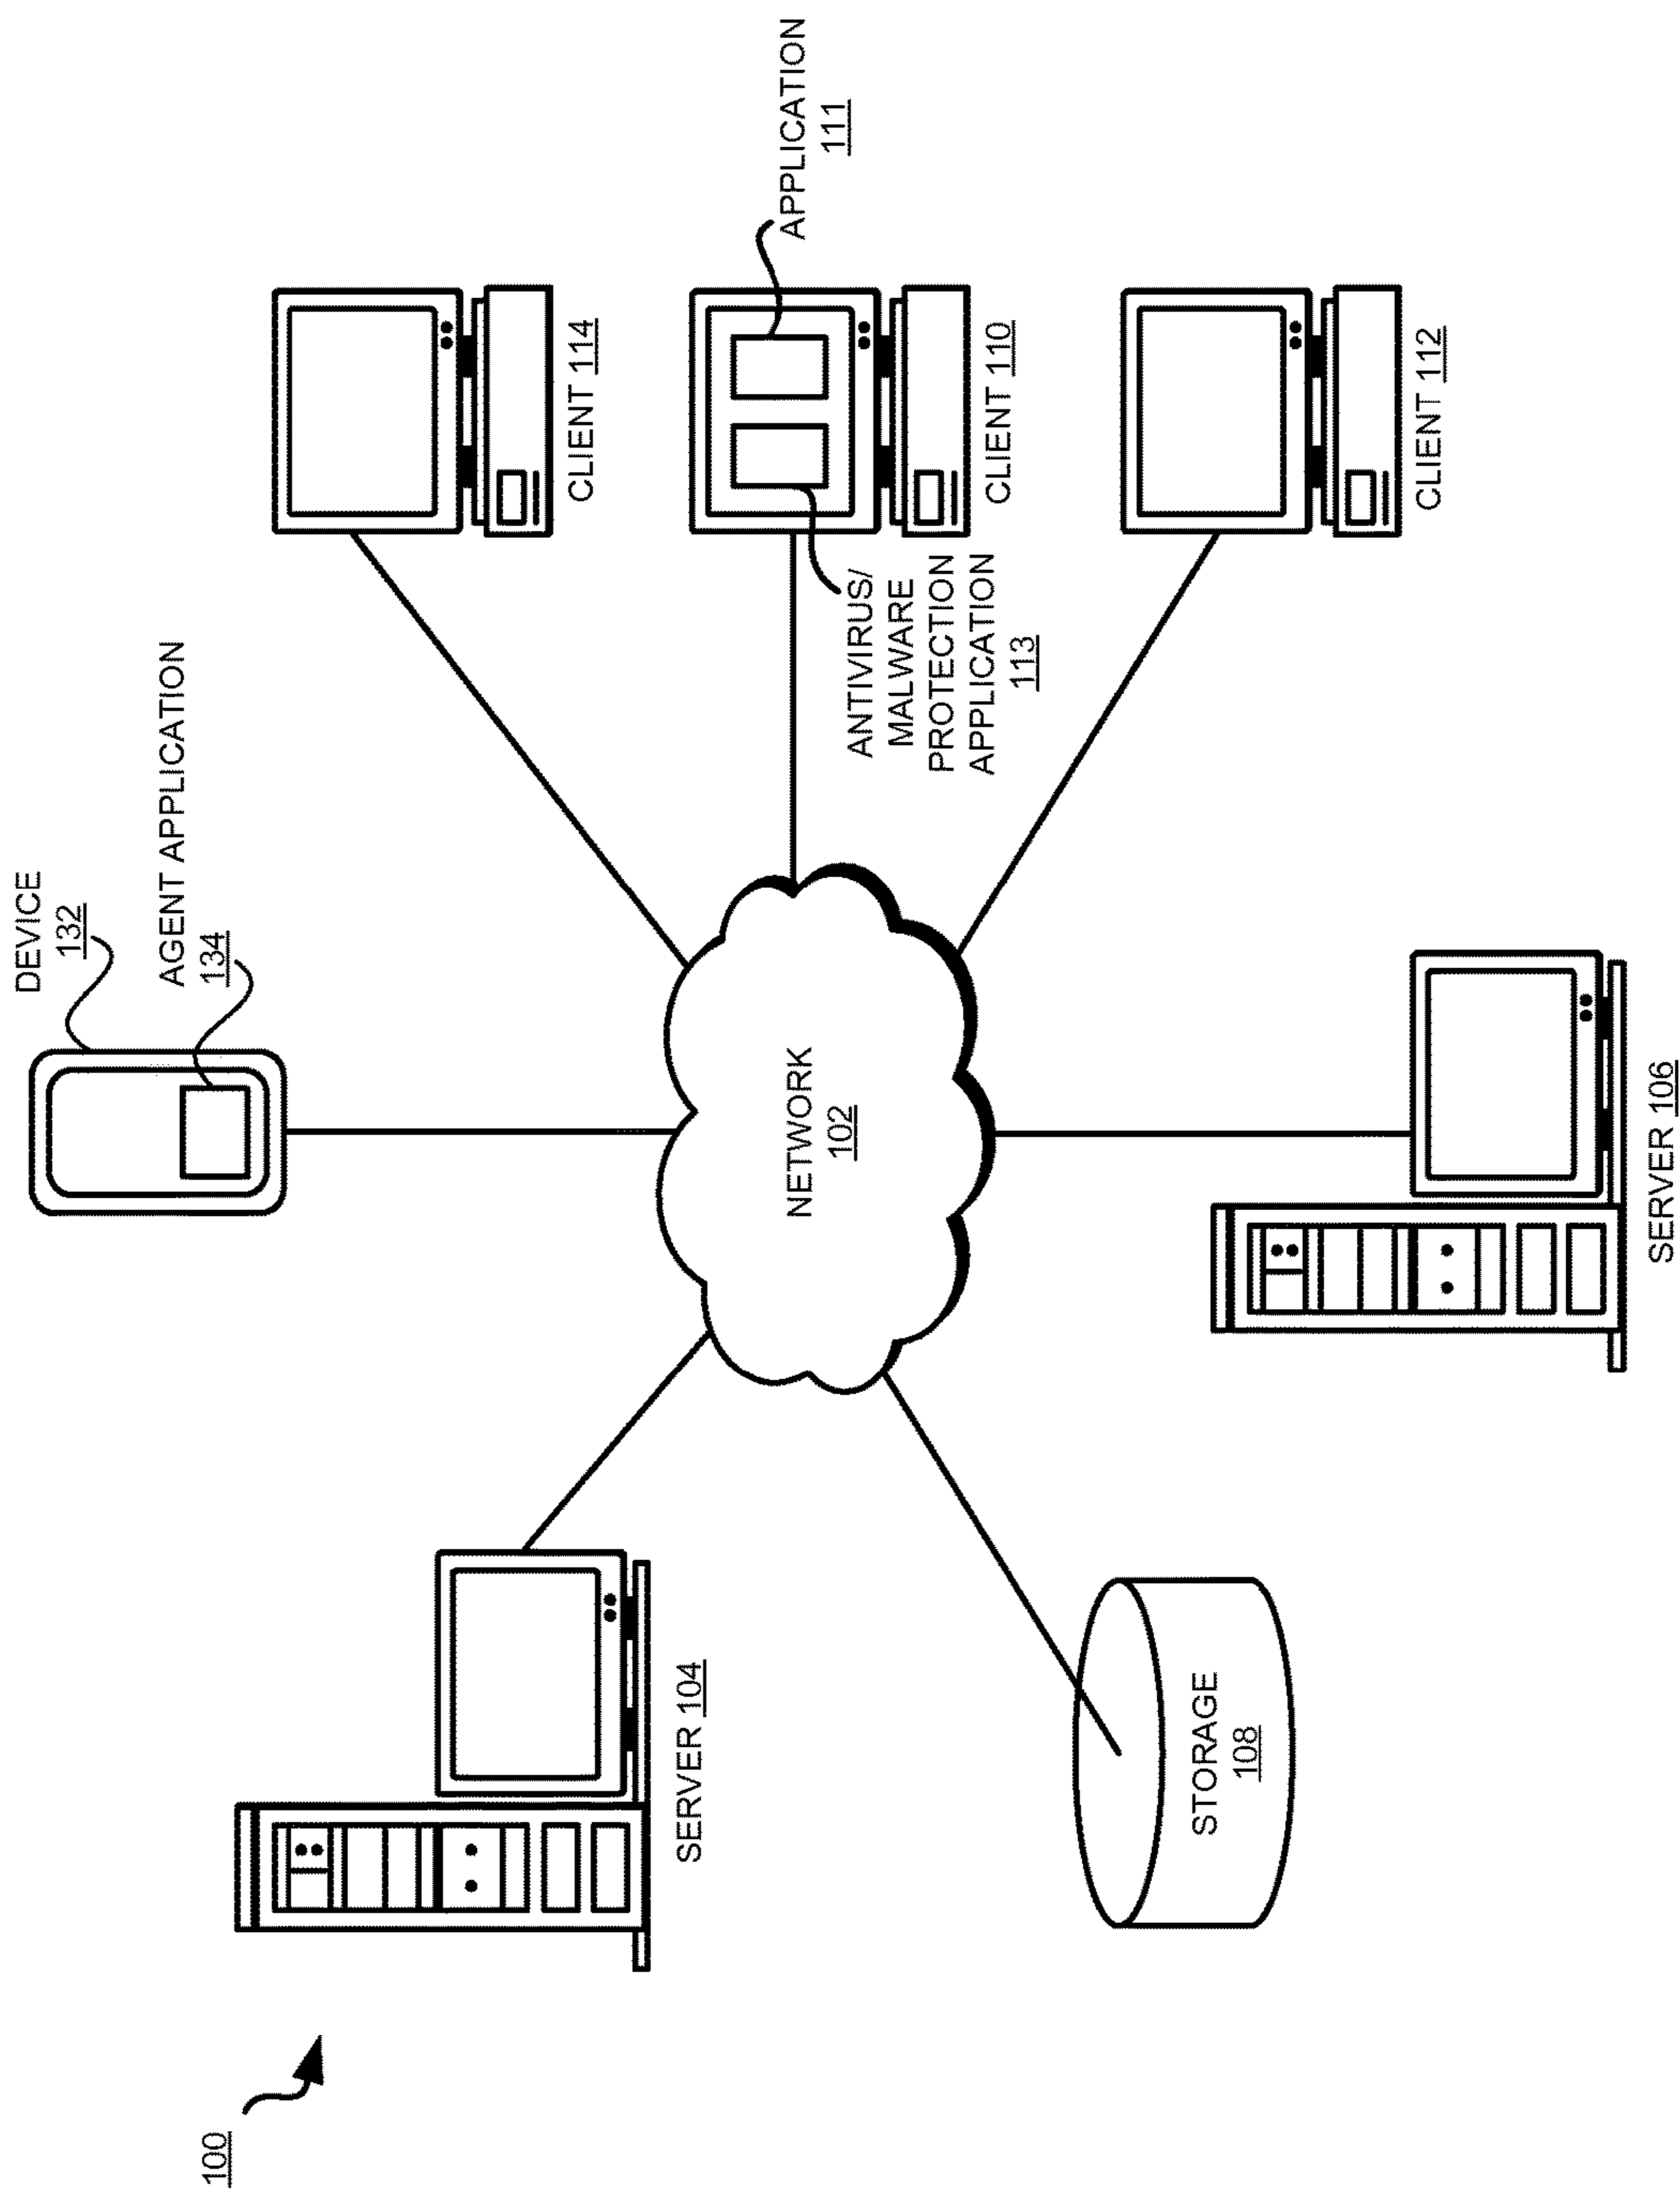 100
DEVICE
132
AGENT APPLICATION
134
SERVER 104
CLIENT 114
NETWORK
102
APPLICATION
111
ANTIVIRUS/
MALWARE
PROTECTION
APPLICATION
113
CLIENT 110
STORAGE
108
SERVER 106
CLIENT 112